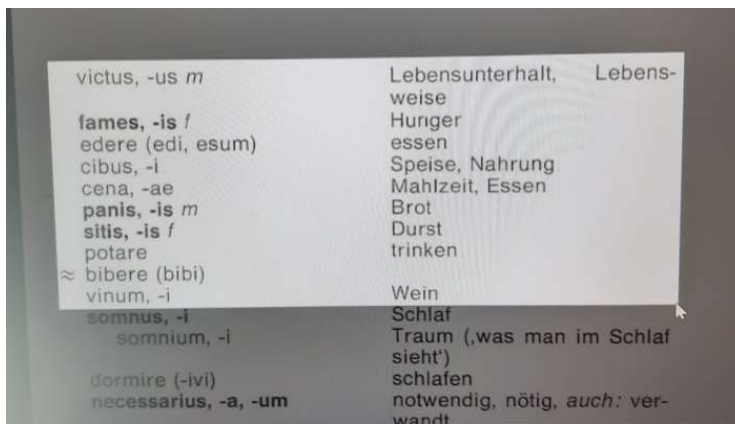 victus, -us m Lebensunterhalt, Lebens-
weise
fames, -is f Hunger
edere (edi, esum) essen
cibus, -i Speise, Nahrung
cena, -ae Mahlzeit, Essen
panis, -is m Brot
sitis, -is f Durst
potare trinken
≈ bibere (bibi)
vinum, -i Wein
somnus, -i Schlaf
somnium, -i Traum (‚was man im Schlaf
sieht‘)
dormire (-ivi) schlafen
necessarius, -a, -um notwendig, nötig, auch: ver-
wandt